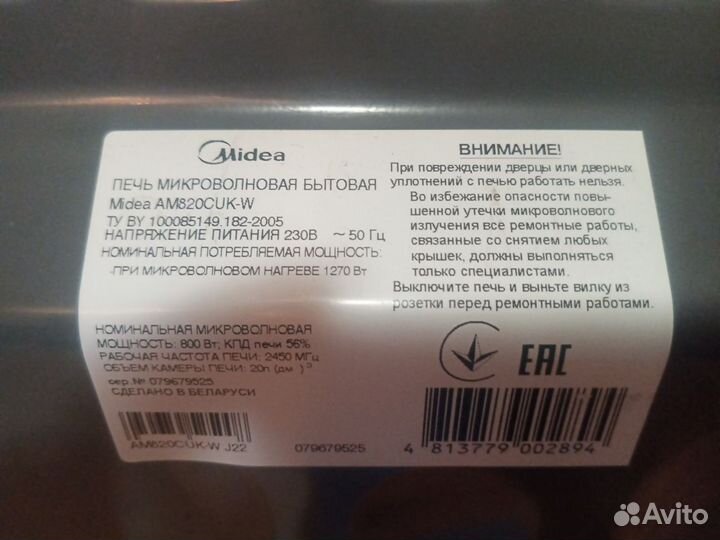 Midea
ПЕЧЬ МИКРОВОЛНОВАЯ БЫТОВАЯ
Midea AM820CUK-W
ТУ BY 100085149.182-2005
НАПРЯЖЕНИЕ ПИТАНИЯ 230В ~ 50 Гц
НОМИНАЛЬНАЯ ПОТРЕБЛЯЕМАЯ МОЩНОСТЬ:
-ПРИ МИКРОВОЛНОВОМ НАГРЕВЕ 1270 Вт
НОМИНАЛЬНАЯ МИКРОВОЛНОВАЯ
МОЩНОСТЬ: 800 Вт; КПД печи 56%
РАБОЧАЯ ЧАСТОТА ПЕЧИ: 2450 МГц
ОБЪЕМ КАМЕРЫ ПЕЧИ: 20л (дм )³
сер.№ 079679525
СДЕЛАНО В БЕЛАРУСИ
AM820CUK-W J22
079679525
ВНИМАНИЕ!
При повреждении дверцы или дверных
уплотнений с печью работать нельзя.
Во избежание опасности повы-
шенной утечки микроволнового
излучения все ремонтные работы,
связанные со снятием любых
крышек, должны выполняться
только специалистами.
Выключите печь и выньте вилку из
розетки перед ремонтными работами.
ЕАС
4 813779 002894
Avito